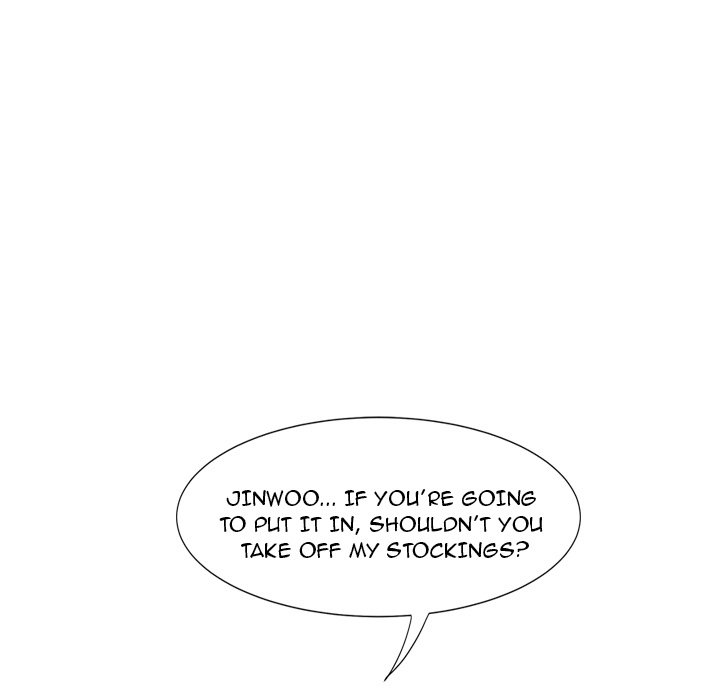 JINWOO... IF YOU'RE GOING
TO PUT IT IN, SHOULDN'T YOU
TAKE OFF MY STOCKINGS?